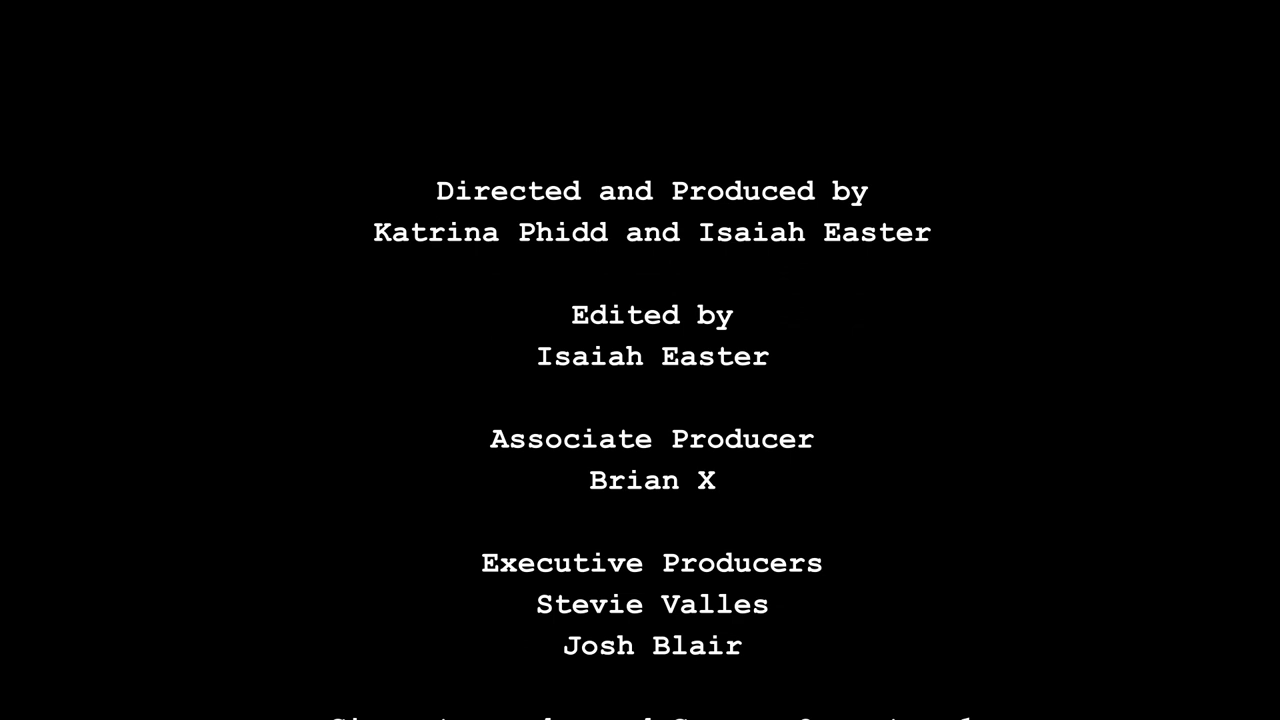 Directed and Produced by
Katrina Phidd and Isaiah Easter
Edited by
Isaiah Easter
Associate Producer
Brian X
Executive Producers
Stevie Valles
Josh Blair